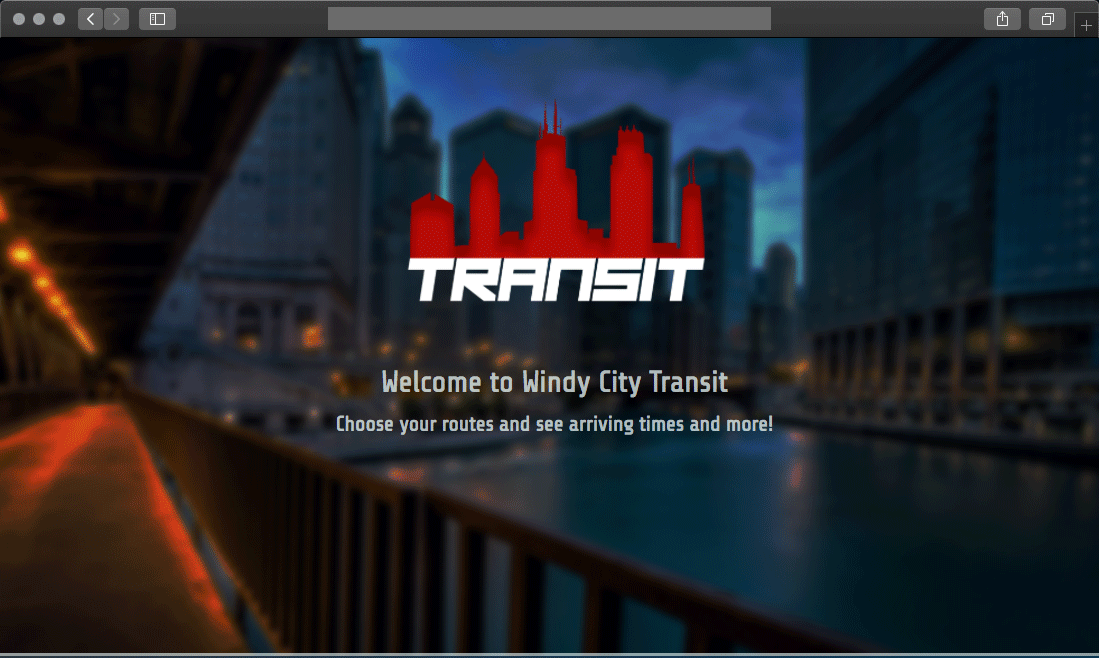 TRANSIT
Welcome to Windy City Transit
Choose your routes and see arriving times and more!